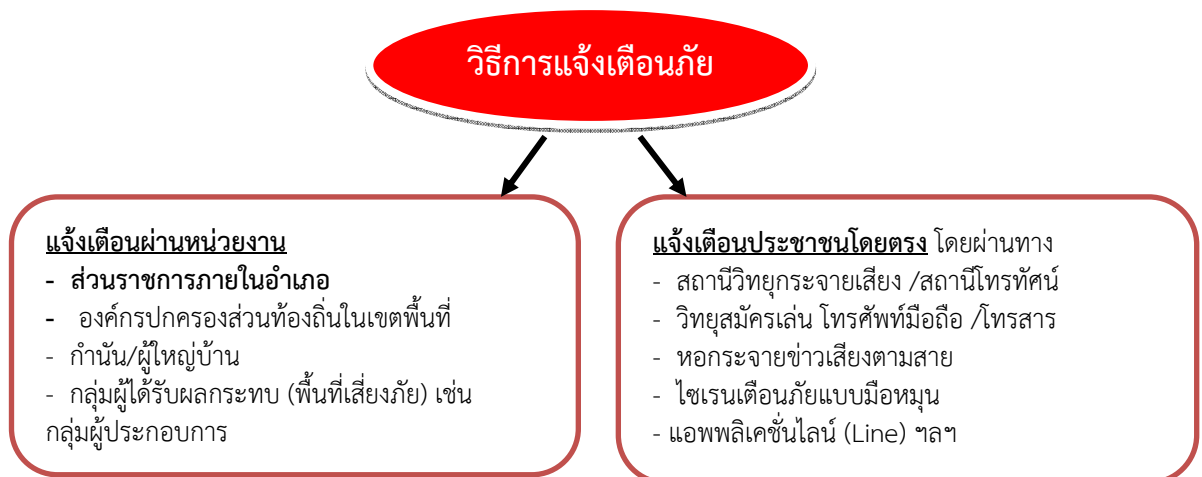 วิธีการแจ้งเตือนภัย
แจ้งเตือนผ่านหน่วยงาน
- ส่วนราชการภายในอำเภอ
- องค์กรปกครองส่วนท้องถิ่นในเขตพื้นที่
- กำนัน/ผู้ใหญ่บ้าน
- กลุ่มผู้ได้รับผลกระทบ (พื้นที่เสี่ยงภัย) เช่น
กลุ่มผู้ประกอบการ
แจ้งเตือนประชาชนโดยตรง โดยผ่านทาง
- สถานีวิทยุกระจายเสียง /สถานีโทรทัศน์
- วิทยุสมัครเล่น โทรศัพท์มือถือ /โทรสาร
- หอกระจายข่าวเสียงตามสาย
- ไซเรนเตือนภัยแบบมือหมุน
- แอพพลิเคชั่นไลน์ (Line) ฯลฯ